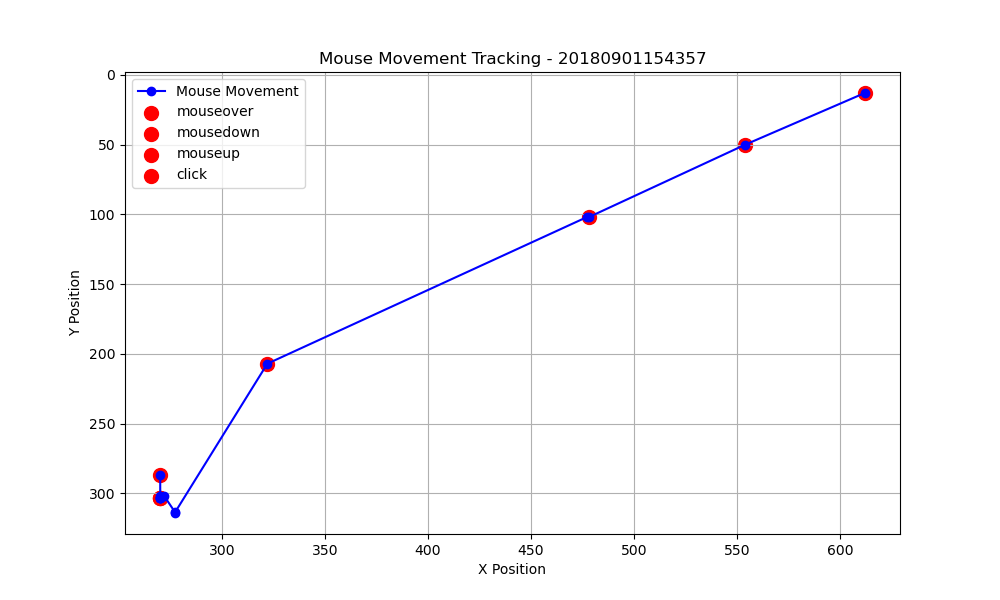 Mouse Movement Tracking - 20180901154357
Mouse Movement
mouseover
mousedown
mouseup
click
Y Position
0
50
100
150
200
250
300
300 350 400 450 500 550 600
X Position